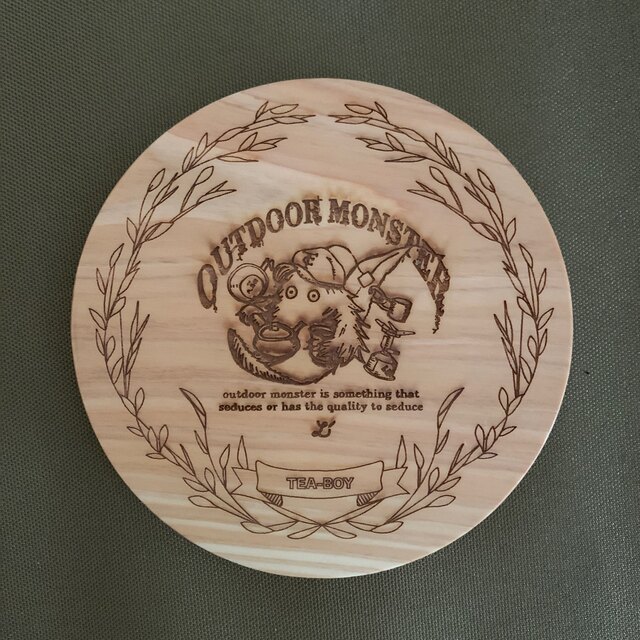 OUTDOOR MONSTER
outdoor monster is something that
seduces or has the quality to seduce
TEA-BOY